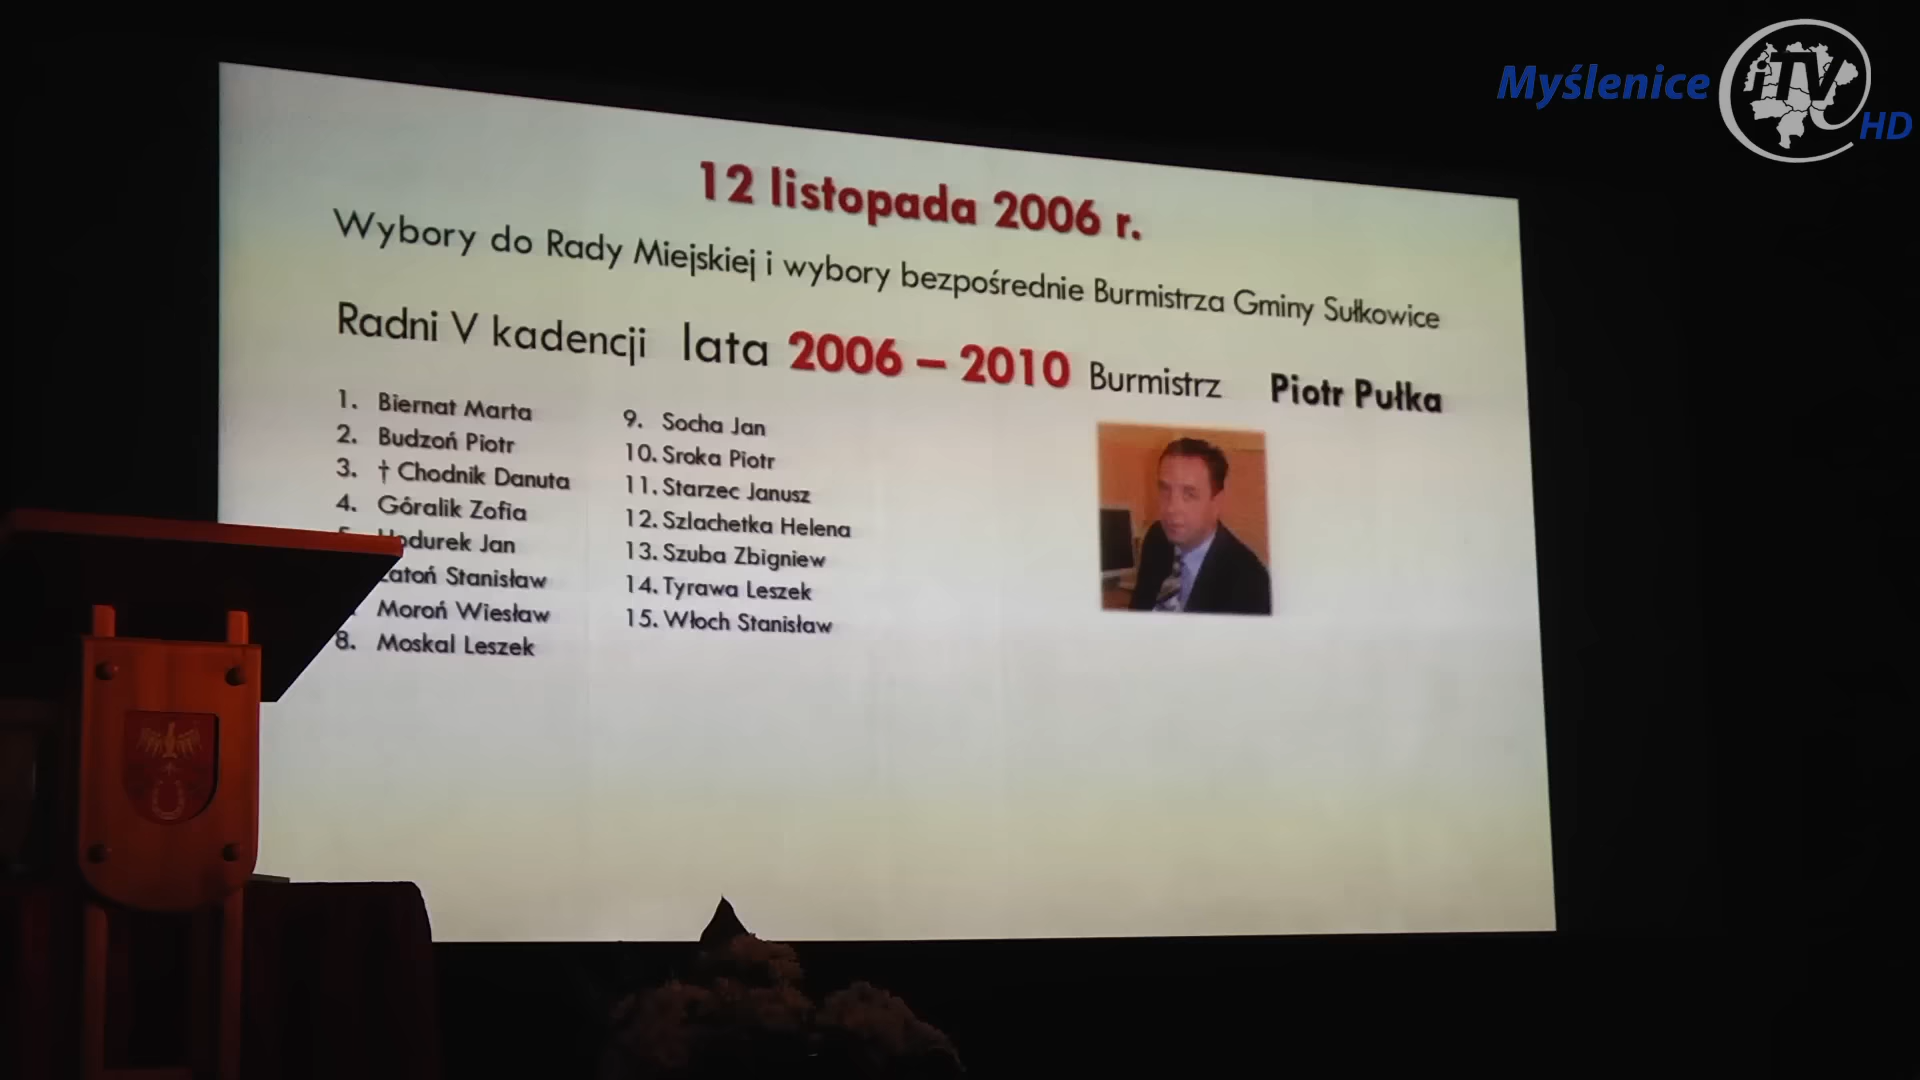 Myślenice iTV HD
12 listopada 2006 r.
Wybory do Rady Miejskiej i wybory bezpośrednie Burmistrza Gminy Sułkowice
Radni V kadencji lata 2006 – 2010 Burmistrz Piotr Pułka
1. Biernat Marta
2. Budzoń Piotr
3. † Chodnik Danuta
4. Góralik Zofia
Jan
Stanisław
Moroń Wiesław
8. Moskal Leszek
9. Socha Jan
10. Sroka Piotr
11. Starzec Janusz
12. Szlachetka Helena
13. Szuba Zbigniew
14. Tyrawa Leszek
15. Włoch Stanisław